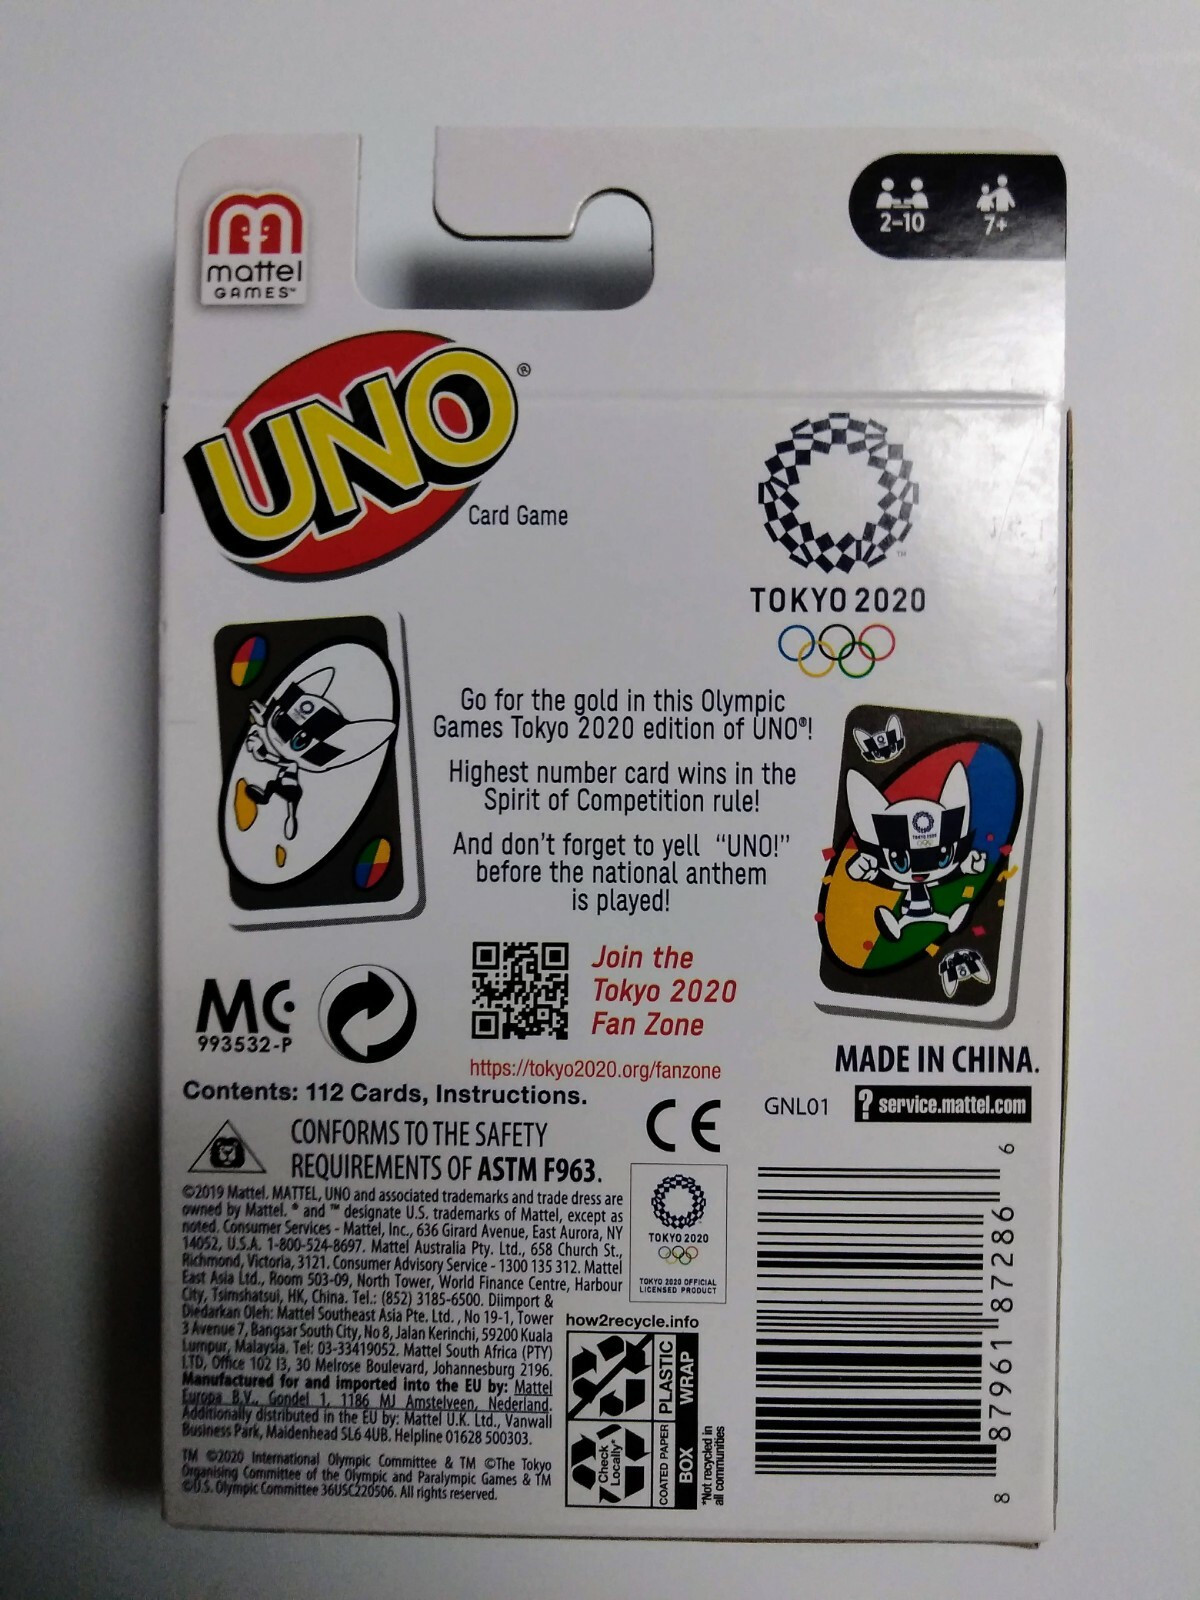 mattel
GAMES™
2-10
7+
UNO®
Card Game
TOKYO 2020
Go for the gold in this Olympic
Games Tokyo 2020 edition of UNO®!
Highest number card wins in the
Spirit of Competition rule!
And don't forget to yell “UNO!”
before the national anthem
is played!
Join the
Tokyo 2020
Fan Zone
https://tokyo2020.org/fanzone
MC
993532-P
MADE IN CHINA.
Contents: 112 Cards, Instructions.
CE
GNL01
? service.mattel.com
CONFORMS TO THE SAFETY
REQUIREMENTS OF ASTM F963.
©2019 Mattel. MATTEL, UNO and associated trademarks and trade dress are
owned by Mattel. ® and ™ designate U.S. trademarks of Mattel, except as
noted. Consumer Services - Mattel, Inc., 636 Girard Avenue, East Aurora, NY
14052, U.S.A. 1-800-524-8697. Mattel Australia Pty. Ltd., 658 Church St.,
Richmond, Victoria, 3121. Consumer Advisory Service - 1300 135 312. Mattel
East Asia Ltd., Room 503-09, North Tower, World Finance Centre, Harbour
City, Tsimshatsui, HK, China. Tel.: (852) 3185-6500. Diimport &
Diedarkan Oleh: Mattel Southeast Asia Pte. Ltd., No 19-1, Tower
3 Avenue 7, Bangsar South City, No 8, Jalan Kerinchi, 59200 Kuala
Lumpur, Malaysia. Tel: 03-33419052. Mattel South Africa (PTY)
LTD, Office 102 I3, 30 Melrose Boulevard, Johannesburg 2196.
Manufactured for and imported into the EU by: Mattel
Europa B.V., Gondel 1, 1186 MJ Amstelveen, Nederland.
Additionally distributed in the EU by: Mattel U.K. Ltd., Vanwall
Business Park, Maidenhead SL6 4UB. Helpline 01628 500303.
TM ©2020 International Olympic Committee & TM ©The Tokyo
Organising Committee of the Olympic and Paralympic Games & TM
©U.S. Olympic Committee 36USC220506. All rights reserved.
TOKYO 2020
TOKYO 2020 OFFICIAL
LICENSED PRODUCT
how2recycle.info
PLASTIC
WRAP
Check
Locally*
COATED PAPER
BOX
*Not recycled in
all communities
8 87961 87286 6